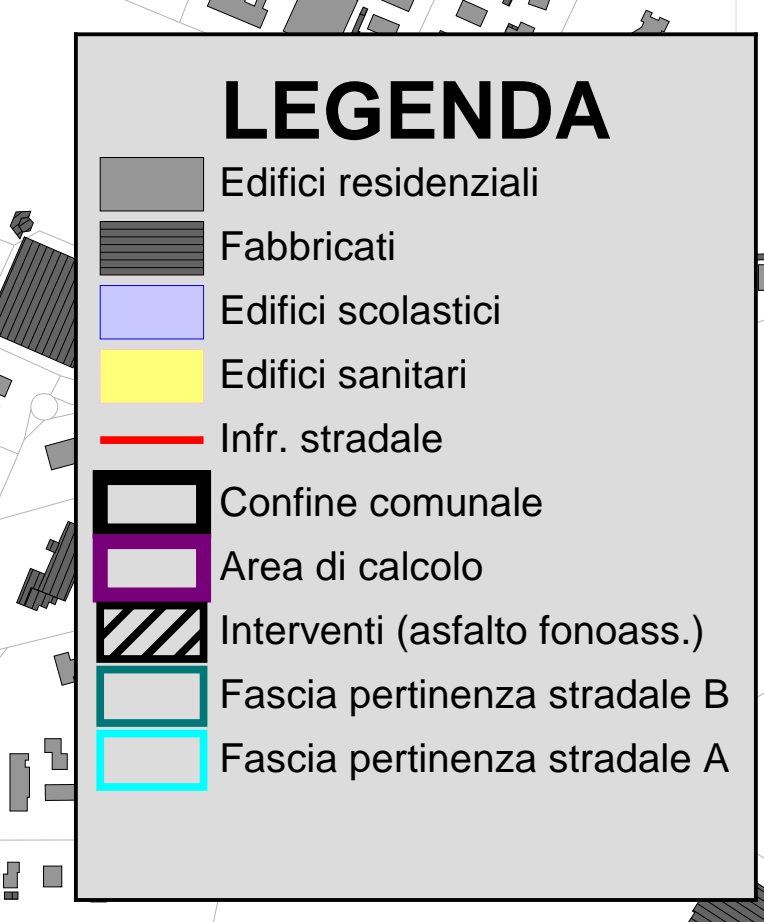 LEGENDA
Edifici residenziali
Fabbricati
Edifici scolastici
Edifici sanitari
Infr. stradale
Confine comunale
Area di calcolo
Interventi (asfalto fonoass.)
Fascia pertinenza stradale B
Fascia pertinenza stradale A